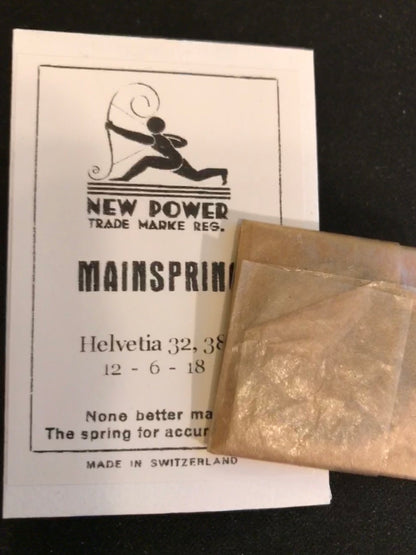 NEW POWER
TRADE MARKE REG.
MAINSPRIN
Helvetia 32, 38
12 - 6 - 18
None better ma
The spring for accur
MADE IN SWITZERLAND